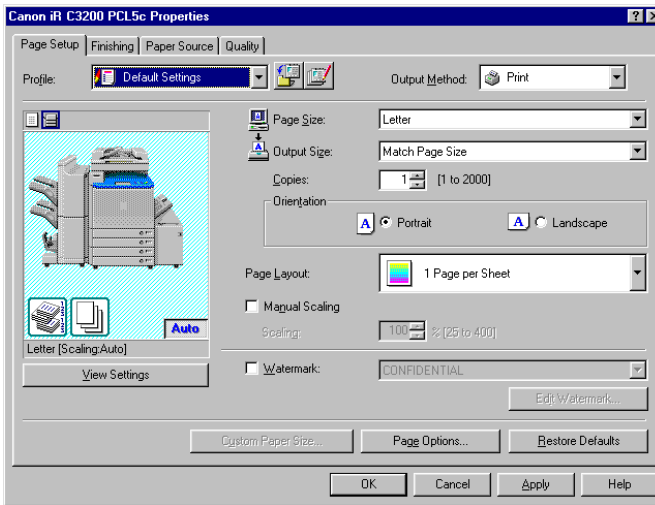 Canon iR C3200 PCL5c Properties
Page Setup Finishing Paper Source Quality
Profile: Default Settings Output Method: Print
Page Size: Letter
Output Size: Match Page Size
Copies: 1 [1 to 2000]
Orientation
A Portrait A Landscape
Page Layout: 1 Page per Sheet
Manual Scaling
Auto
Scaling: 100 % [25 to 400]
Letter [Scaling:Auto]
View Settings
Watermark: CONFIDENTIAL
Edit Watermark...
Custom Paper Size... Page Options... Restore Defaults
OK Cancel Apply Help